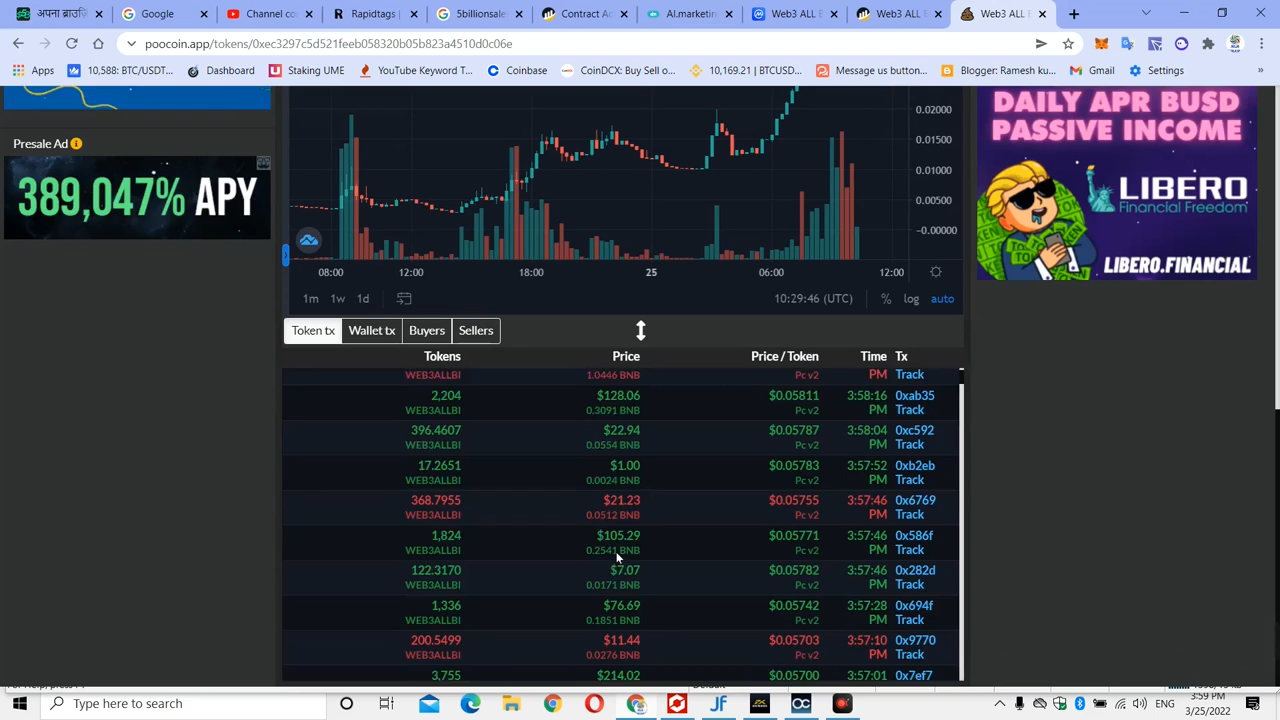 अपना मारवाड़
Google
Rapidtags
5billionsale
Contract A
AI.marketin
Web3 ALL B
Web3 ALL B
Web3 ALL E
poocoin.app/tokens/0xec3297c5d521feeb058320b05b823a4510d0c06e
Apps
10,588: BTC/USDT...
Dashboard
Staking UME
YouTube Keyword T...
Coinbase
CoinDCX: Buy Sell o...
10,169.21 | BTCUSD...
Message us button...
Blogger: Ramesh ku...
Gmail
Settings
Presale Ad
389,047% APY
0.02000
0.01500
0.01000
0.00500
-0.00000
08:00 12:00 18:00 25 06:00 12:00
1m 1w 1d 10:29:46 (UTC) % log auto
DAILY APR BUSD
PASSIVE INCOME
LIBERO
Financial Freedom
LIBERO.FINANCIAL
Token tx Wallet tx Buyers Sellers
Tokens Price Price / Token Time Tx
WEB3ALLBI 1.0446 BNB Pc v2 PM Track
2,204 $128.06 $0.05811 3:58:16 0xab35
WEB3ALLBI 0.3091 BNB Pc v2 PM Track
396.4607 $22.94 $0.05787 3:58:04 0xc592
WEB3ALLBI 0.0554 BNB Pc v2 PM Track
17.2651 $1.00 $0.05783 3:57:52 0xb2eb
WEB3ALLBI 0.0024 BNB Pc v2 PM Track
368.7955 $21.23 $0.05755 3:57:46 0x6769
WEB3ALLBI 0.0512 BNB Pc v2 PM Track
1,824 $105.29 $0.05771 3:57:46 0x586f
WEB3ALLBI 0.2541 BNB Pc v2 PM Track
122.3170 $7.07 $0.05782 3:57:46 0x282d
WEB3ALLBI 0.0171 BNB Pc v2 PM Track
1,336 $76.69 $0.05742 3:57:28 0x694f
WEB3ALLBI 0.1851 BNB Pc v2 PM Track
200.5499 $11.44 $0.05703 3:57:10 0x9770
WEB3ALLBI 0.0276 BNB Pc v2 PM Track
3,755 $214.02 $0.05700 3:57:01 0x7ef7
Type here to search
ENG
3:59 PM
3/25/2022